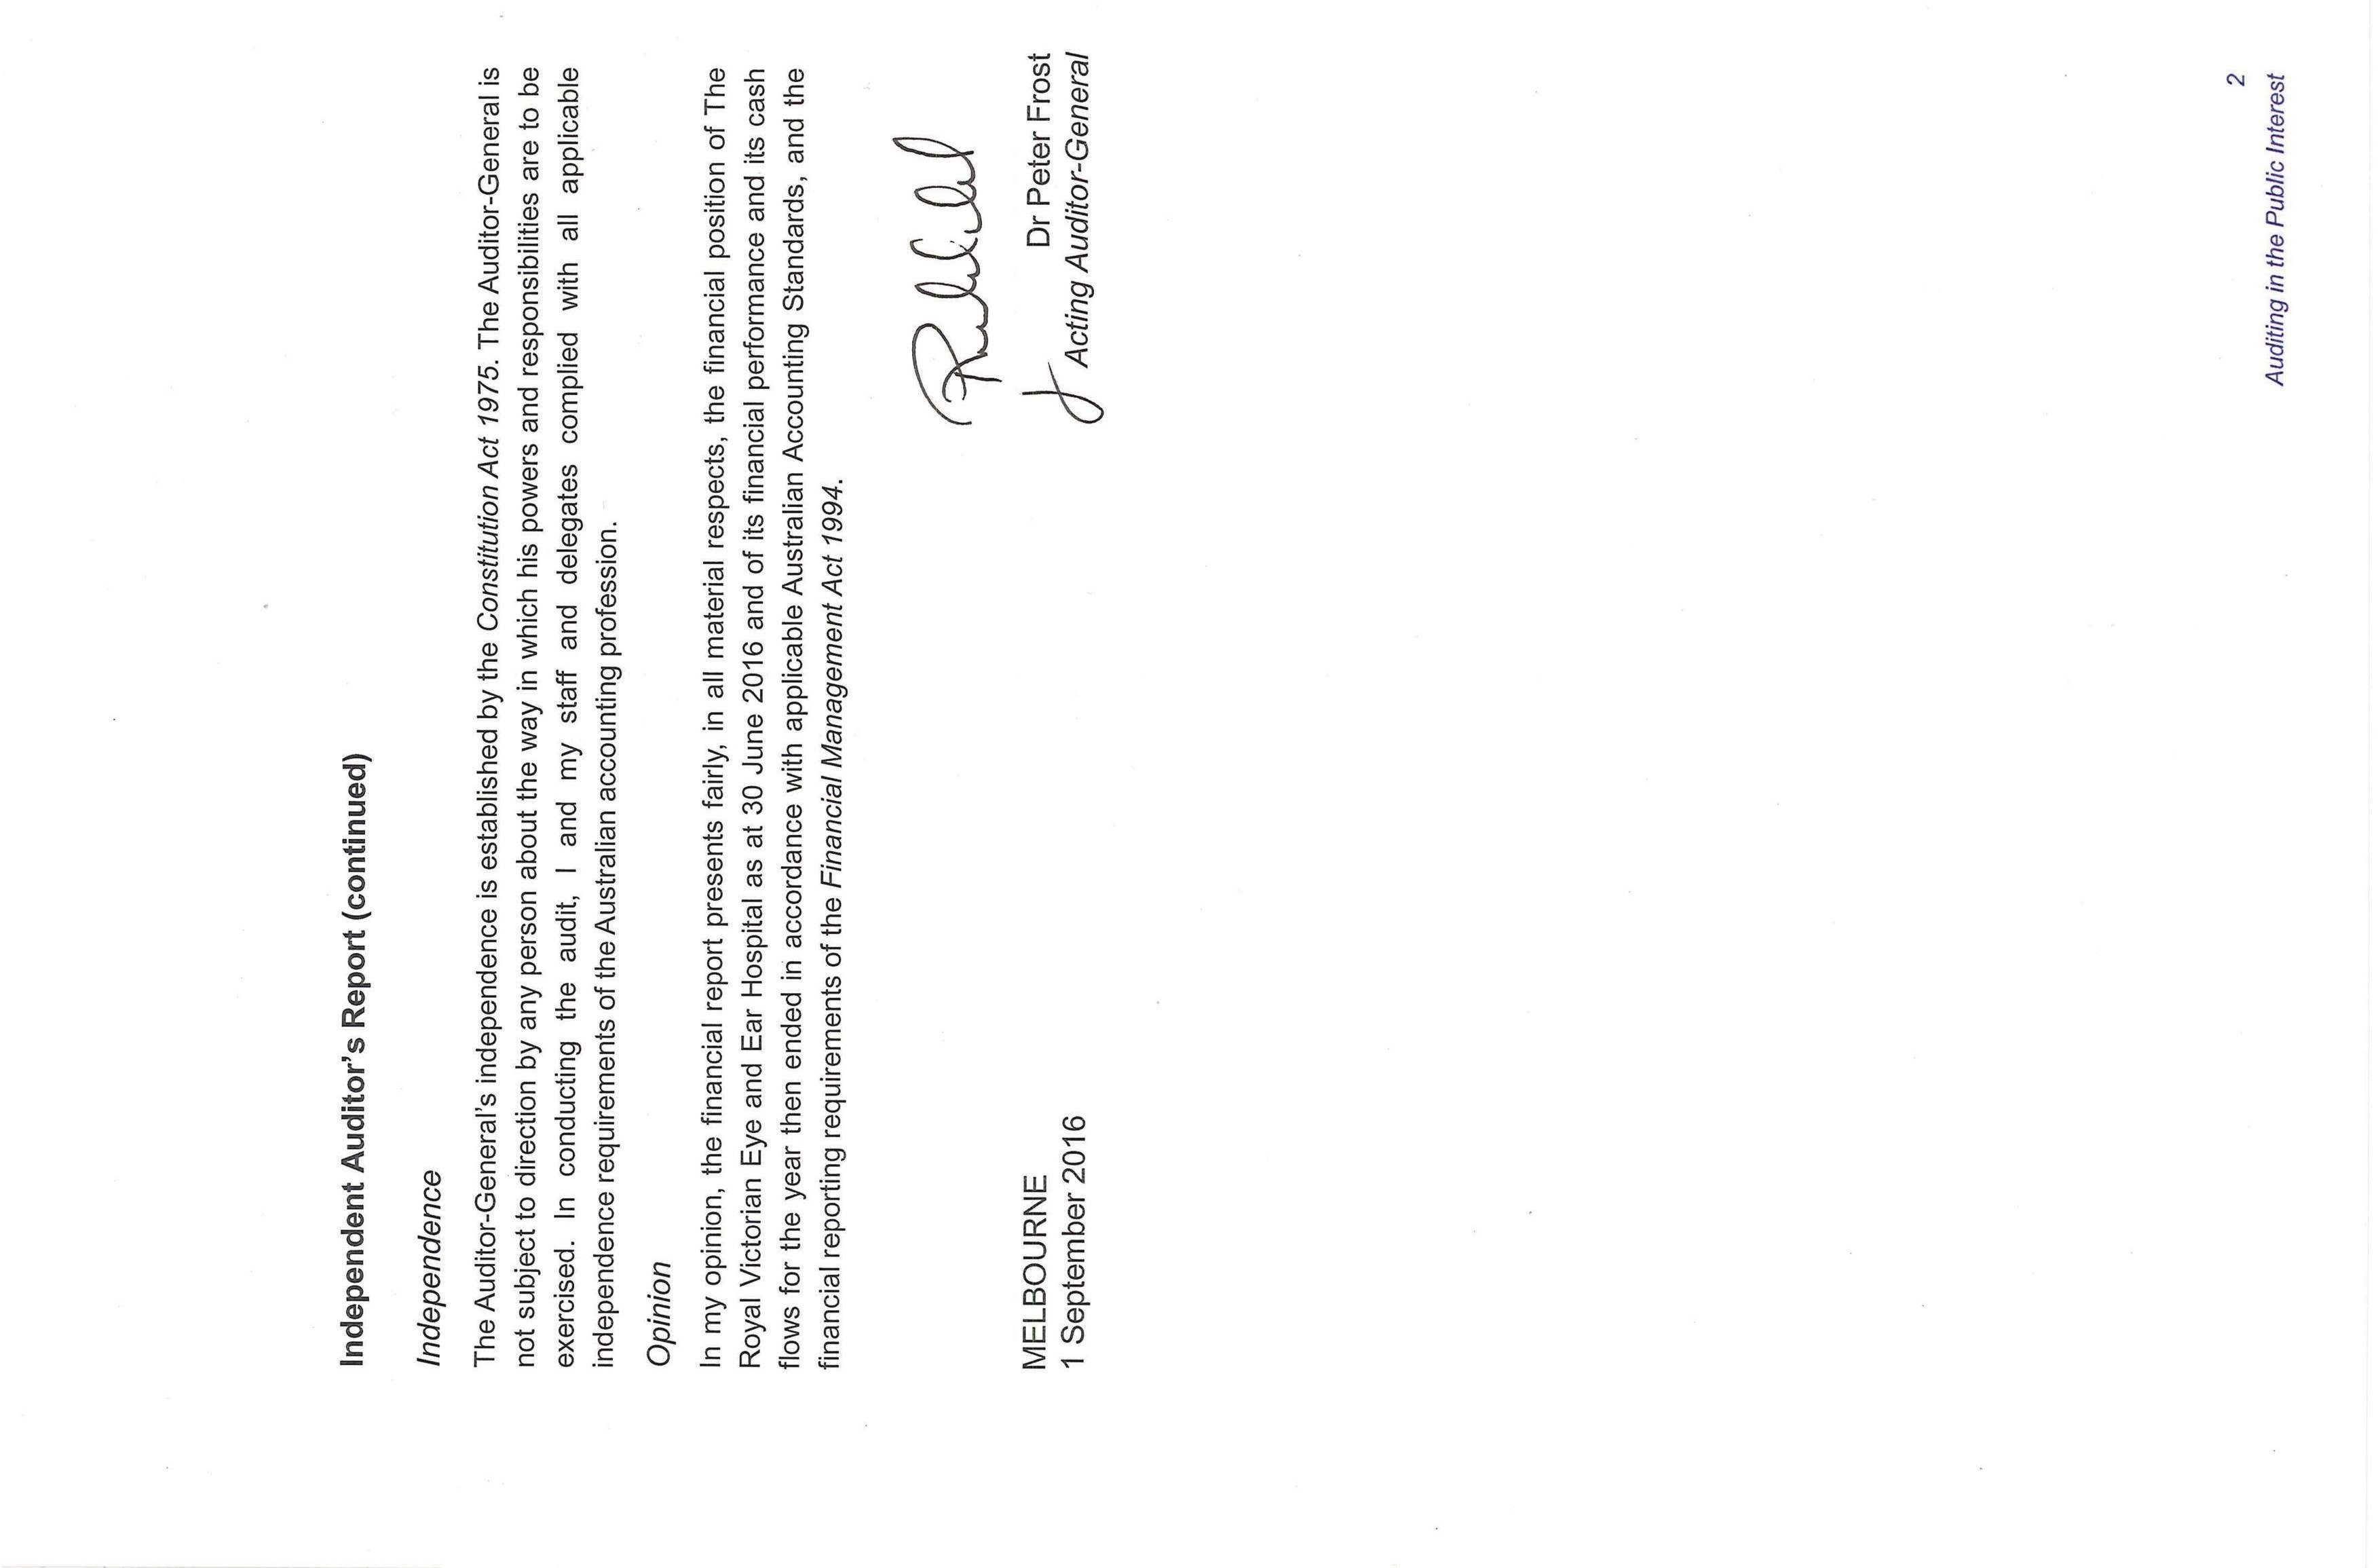 Independent Auditor's Report (continued)
Independence
The Auditor-General's independence is established by the Constitution Act 1975. The Auditor-General is
not subject to direction by any person about the way in which his powers and responsibilities are to be
exercised. In conducting the audit, I and my staff and delegates complied with all applicable
independence requirements of the Australian accounting profession.
Opinion
In my opinion, the financial report presents fairly, in all material respects, the financial position of The
Royal Victorian Eye and Ear Hospital as at 30 June 2016 and of its financial performance and its cash
flows for the year then ended in accordance with applicable Australian Accounting Standards, and the
financial reporting requirements of the Financial Management Act 1994.
MELBOURNE
1 September 2016
Dr Peter Frost
Acting Auditor-General
2
Auditing in the Public Interest